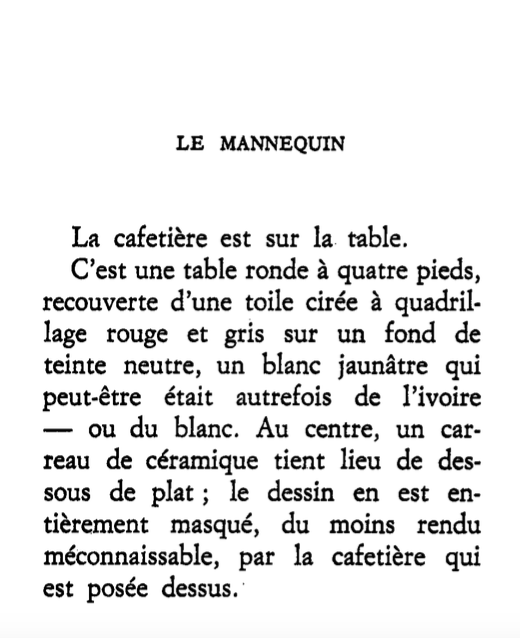 LE MANNEQUIN
La cafetière est sur la table.
C’est une table ronde à quatre pieds,
recouverte d’une toile cirée à quadril-
lage rouge et gris sur un fond de
teinte neutre, un blanc jaunâtre qui
peut-être était autrefois de l’ivoire
— ou du blanc. Au centre, un car-
reau de céramique tient lieu de des-
sous de plat ; le dessin en est en-
tièrement masqué, du moins rendu
méconnaissable, par la cafetière qui
est posée dessus.